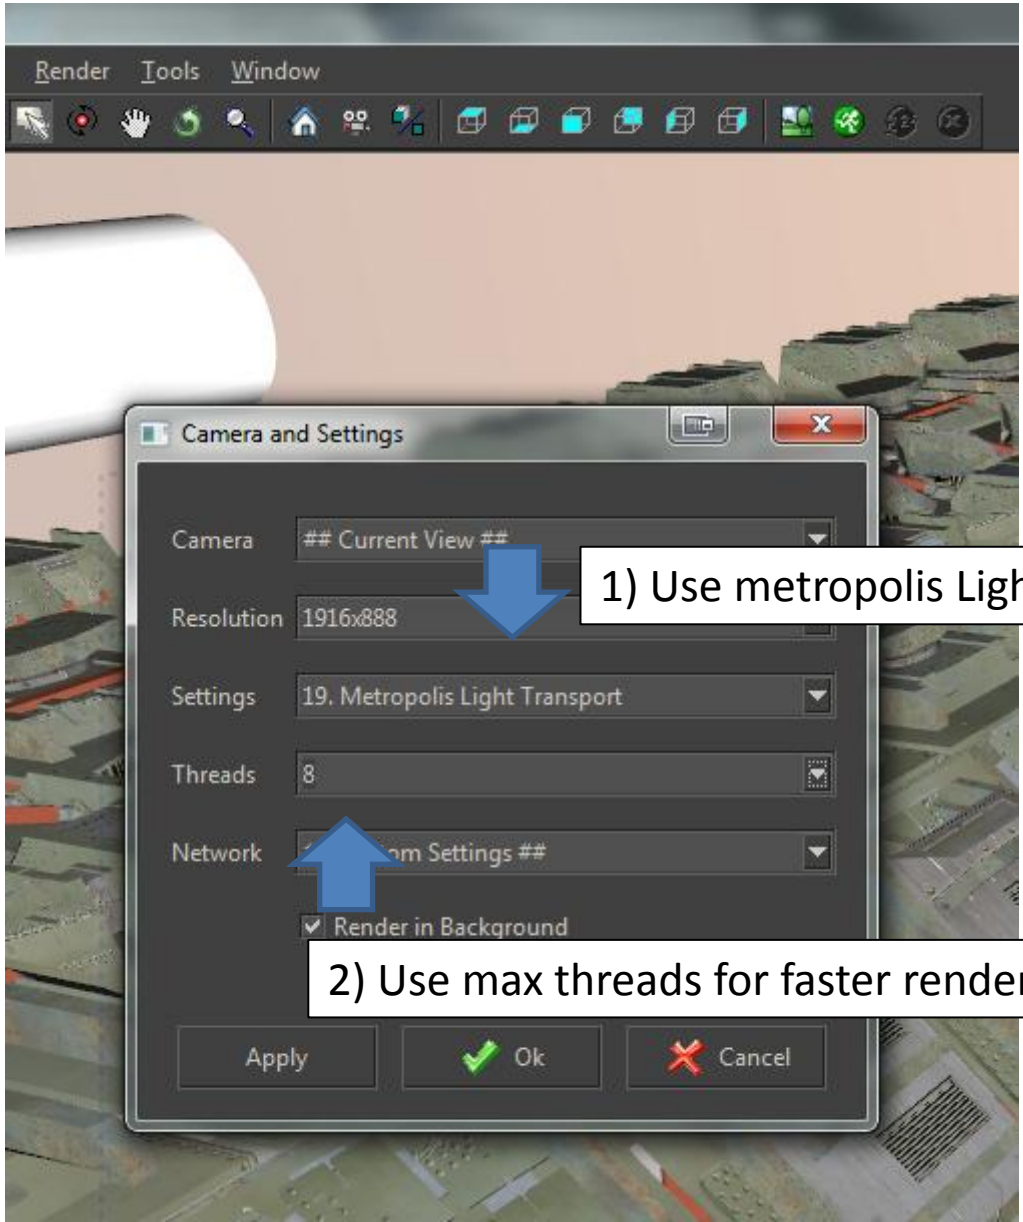 Render Tools Window
Camera and Settings
Camera ## Current View ##
1) Use metropolis Ligh
Resolution 1916x888
Settings 19. Metropolis Light Transport
Threads 8
Network om Settings ##
Render in Background
2) Use max threads for faster render
Apply Ok Cancel